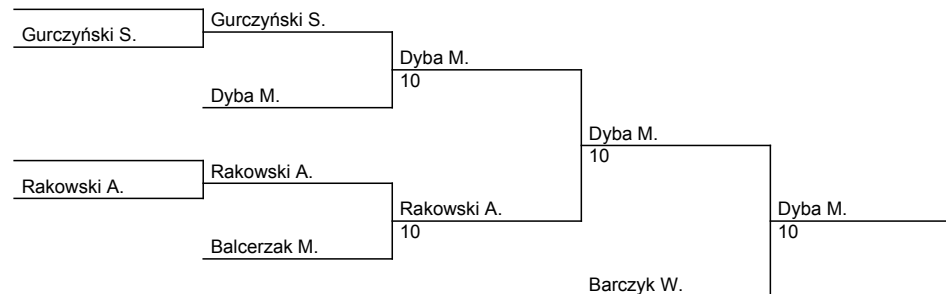 Gurczyński S.
Gurczyński S.
Dyba M.
10
Dyba M.
Dyba M.
10
Rakowski A.
Rakowski A.
Rakowski A.
10
Dyba M.
10
Balcerzak M.
Barczyk W.